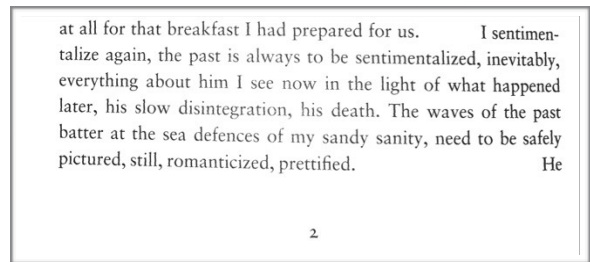 at all for that breakfast I had prepared for us. I sentimen-
talize again, the past is always to be sentimentalized, inevitably,
everything about him I see now in the light of what happened
later, his slow disintegration, his death. The waves of the past
batter at the sea defences of my sandy sanity, need to be safely
pictured, still, romanticized, prettified. He
2